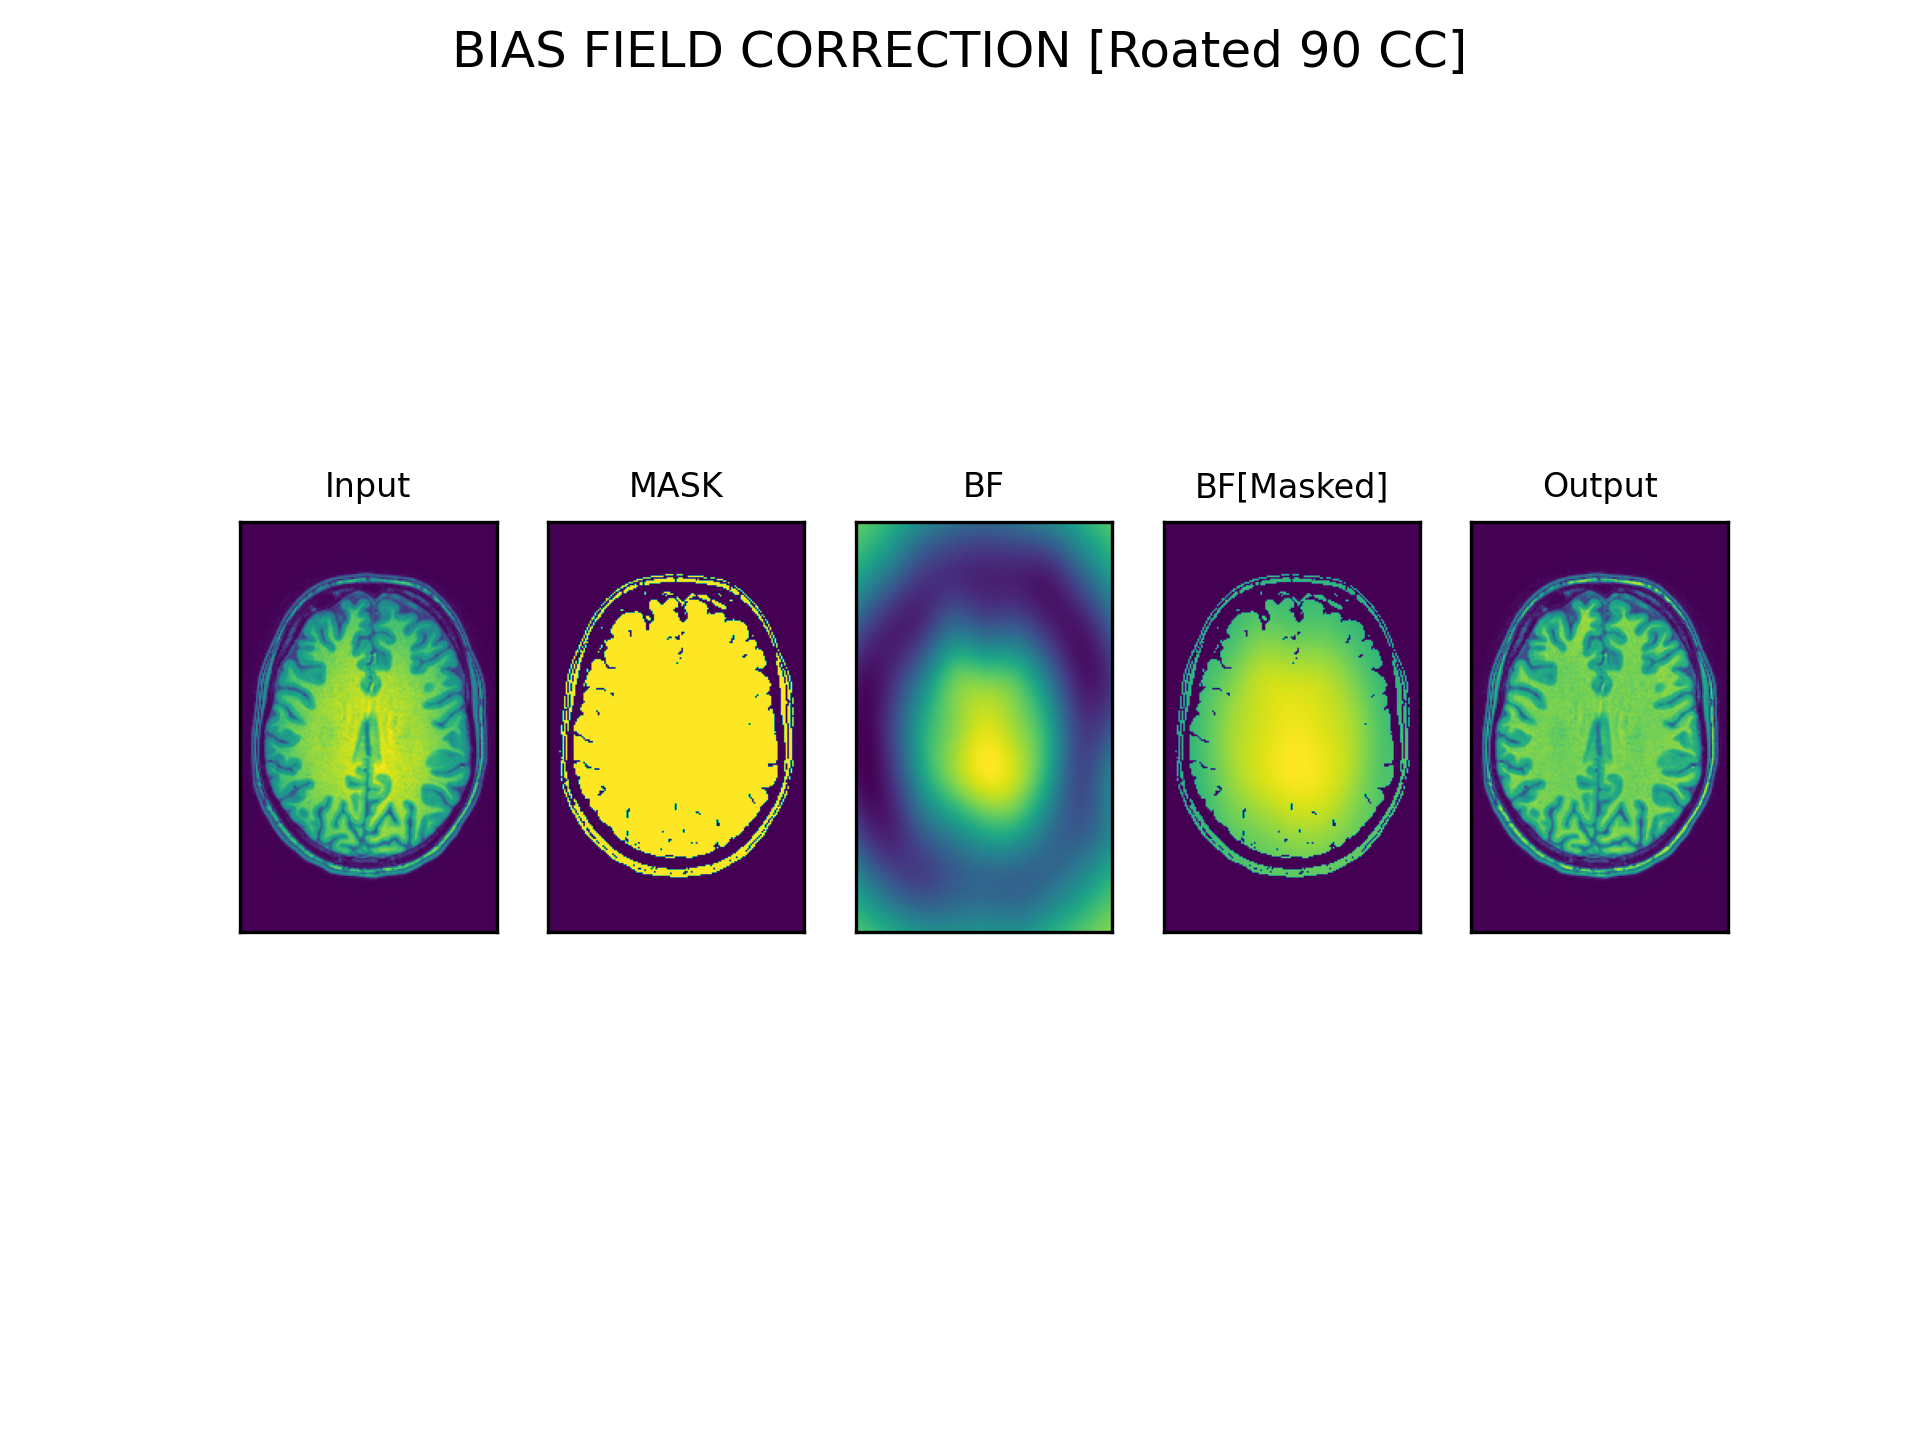 BIAS FIELD CORRECTION [Roated 90 CC]
Input
MASK
BF
BF[Masked]
Output